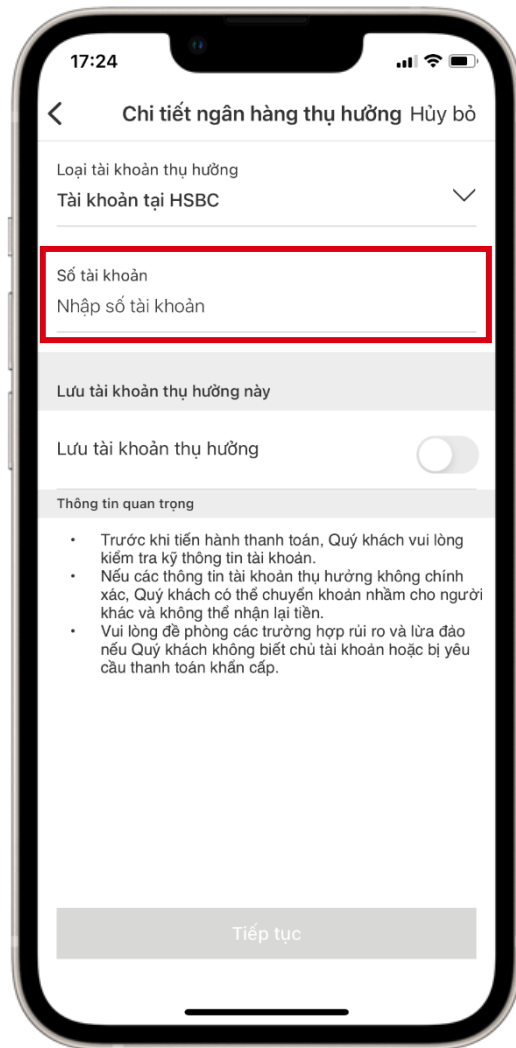 17:24
Chi tiết ngân hàng thụ hưởng Hủy bỏ
Loại tài khoản thụ hưởng
Tài khoản tại HSBC
Số tài khoản
Nhập số tài khoản
Lưu tài khoản thụ hưởng này
Lưu tài khoản thụ hưởng
Thông tin quan trọng
• Trước khi tiến hành thanh toán, Quý khách vui lòng
kiểm tra kỹ thông tin tài khoản.
• Nếu các thông tin tài khoản thụ hưởng không chính
xác, Quý khách có thể chuyển khoản nhầm cho người
khác và không thể nhận lại tiền.
• Vui lòng đề phòng các trường hợp rủi ro và lừa đảo
nếu Quý khách không biết chủ tài khoản hoặc bị yêu
cầu thanh toán khẩn cấp.
Tiếp tục